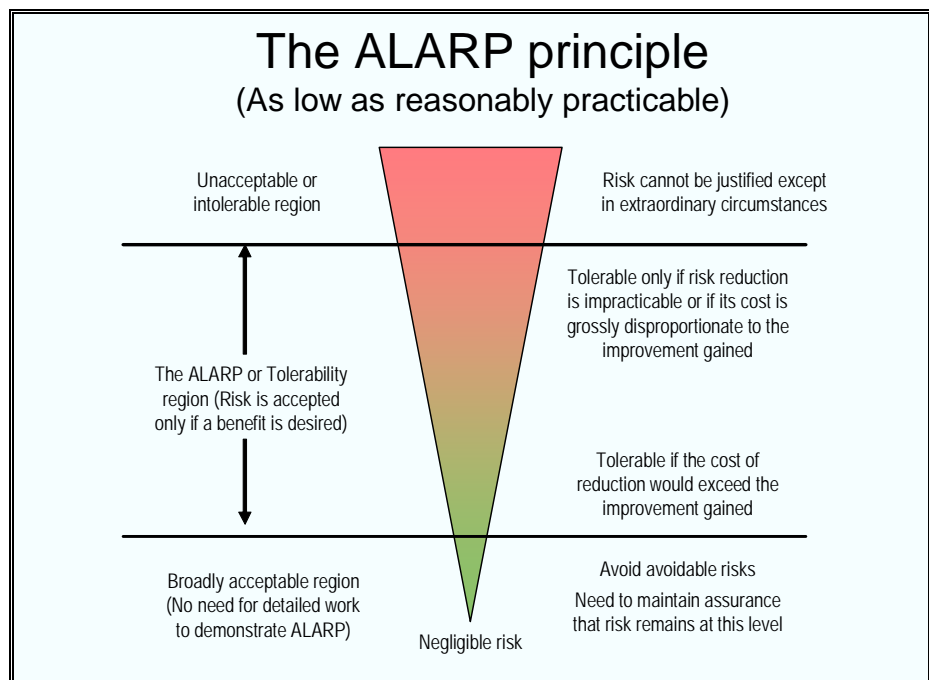 The ALARP principle
(As low as reasonably practicable)
Unacceptable or
intolerable region
Risk cannot be justified except
in extraordinary circumstances
Tolerable only if risk reduction
is impracticable or if its cost is
grossly disproportionate to the
improvement gained
The ALARP or Tolerability
region (Risk is accepted
only if a benefit is desired)
Tolerable if the cost of
reduction would exceed the
improvement gained
Broadly acceptable region
(No need for detailed work
to demonstrate ALARP)
Avoid avoidable risks
Need to maintain assurance
that risk remains at this level
Negligible risk